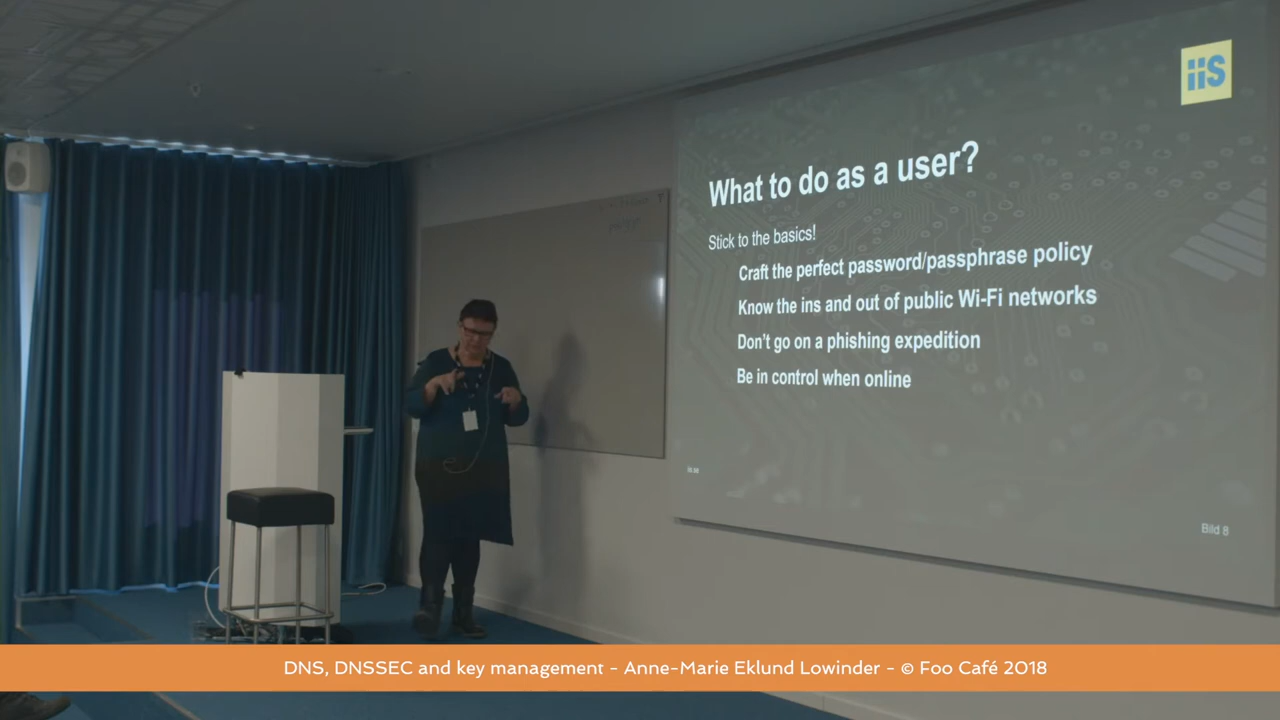 iis
What to do as a user?
Stick to the basics!
Craft the perfect password/passphrase policy
Know the ins and out of public Wi-Fi networks
Don't go on a phishing expedition
Be in control when online
iis.se
Bild 8
DNS, DNSSEC and key management - Anne-Marie Eklund Lowinder - © Foo Café 2018